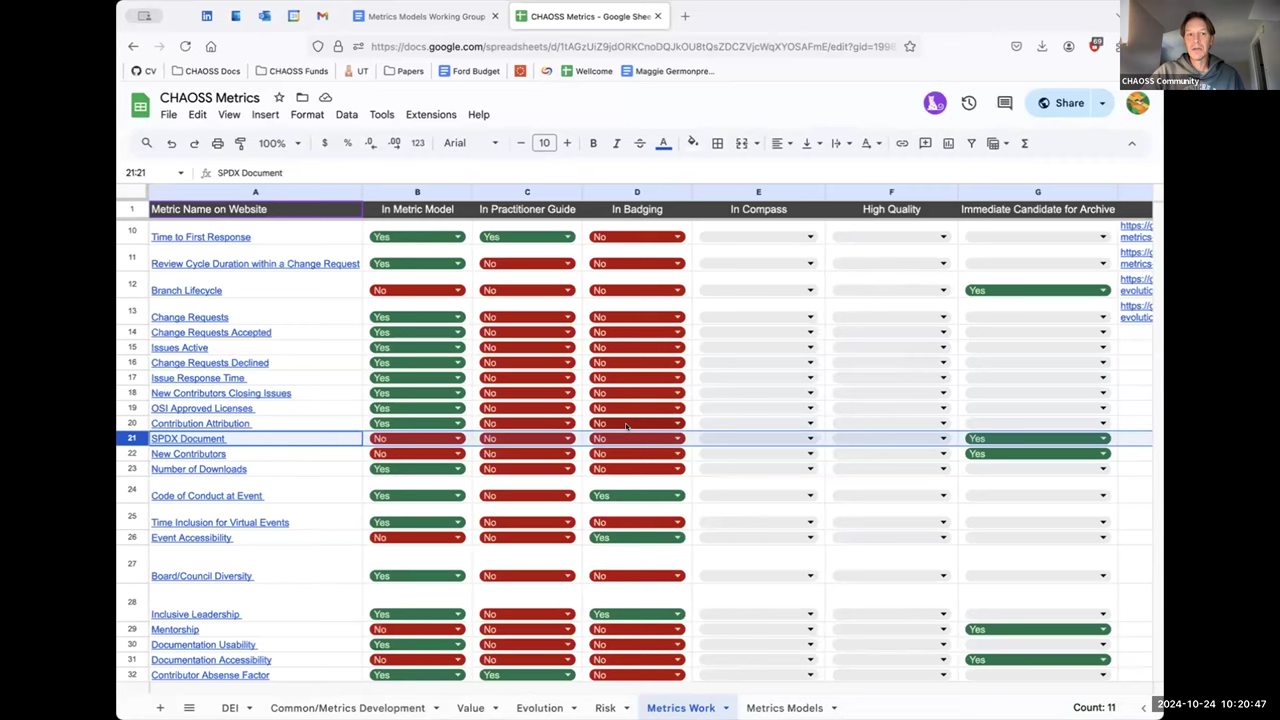 Metrics Models Working Group
CHAOSS Metrics - Google Shee
https://docs.google.com/spreadsheets/d/1tAGzUiZ9jdORKCnoDQJkOU8tQsZDCZVjcWqXYOSAFmE/edit?gid=1998
69
CV CHAOSS Docs CHAOSS Funds UT Papers Ford Budget Wellcome Maggie Germonpre...
CHAOSS Community
CHAOSS Metrics
File Edit View Insert Format Data Tools Extensions Help
Share
100% $ % .0 .00 123 Arial 10 B I A
21:21 fx SPDX Document
A B C D E F G
1 Metric Name on Website In Metric Model In Practitioner Guide In Badging In Compass High Quality Immediate Candidate for Archive
10 Time to First Response Yes Yes No https://g metrics-
11 Review Cycle Duration within a Change Request Yes No No https://g metrics-
12 Branch Lifecycle No No No Yes https://g evolutic
13 Change Requests Yes No No https://g evolutic
14 Change Requests Accepted Yes No No
15 Issues Active Yes No No
16 Change Requests Declined Yes No No
17 Issue Response Time Yes No No
18 New Contributors Closing Issues Yes No No
19 OSI Approved Licenses Yes No No
20 Contribution Attribution Yes No No
21 SPDX Document No No No Yes
22 New Contributors No No No Yes
23 Number of Downloads Yes No No
24 Code of Conduct at Event Yes No Yes
25 Time Inclusion for Virtual Events Yes No No
26 Event Accessibility No No Yes
27 Board/Council Diversity Yes No No
28 Inclusive Leadership Yes No Yes
29 Mentorship No No No Yes
30 Documentation Usability Yes No No
31 Documentation Accessibility No No No Yes
32 Contributor Absense Factor Yes Yes No
DEI Common/Metrics Development Value Evolution Risk Metrics Work Metrics Models Count: 11
2024-10-24 10:20:47